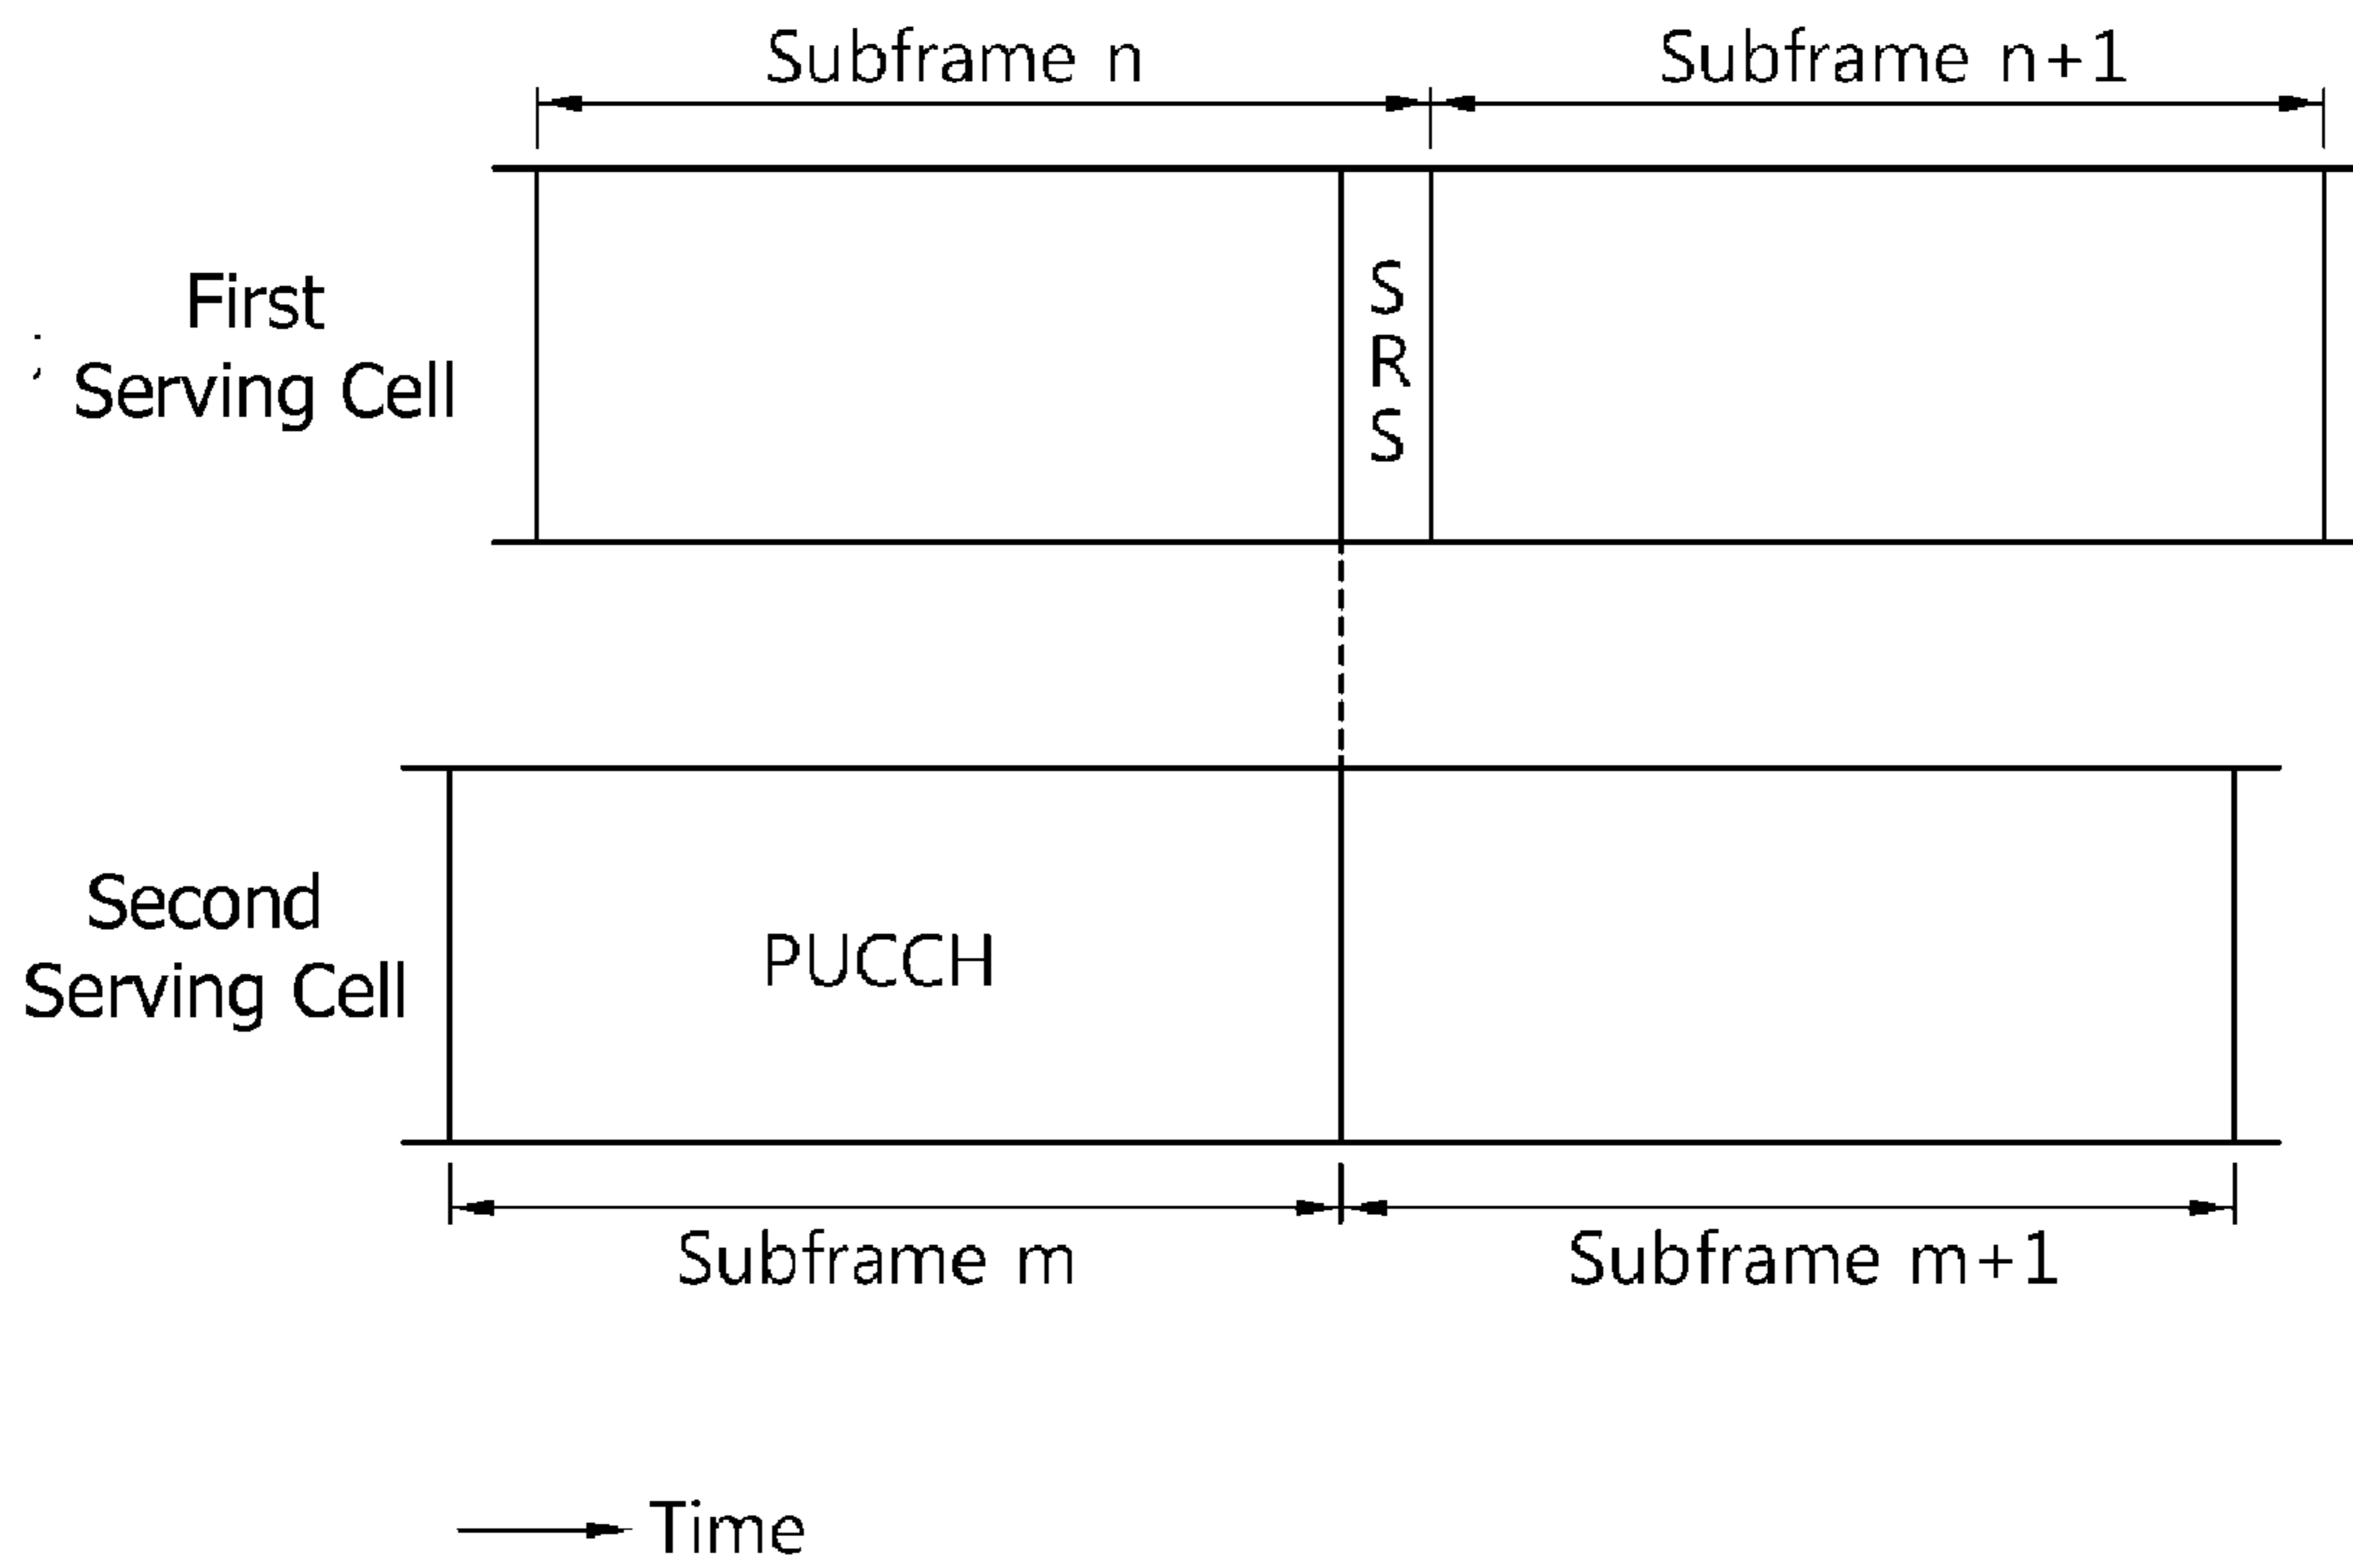 Subframe n
Subframe n+1
First
Serving Cell
S
R
S
Second
Serving Cell
PUCCH
Subframe m
Subframe m+1
Time